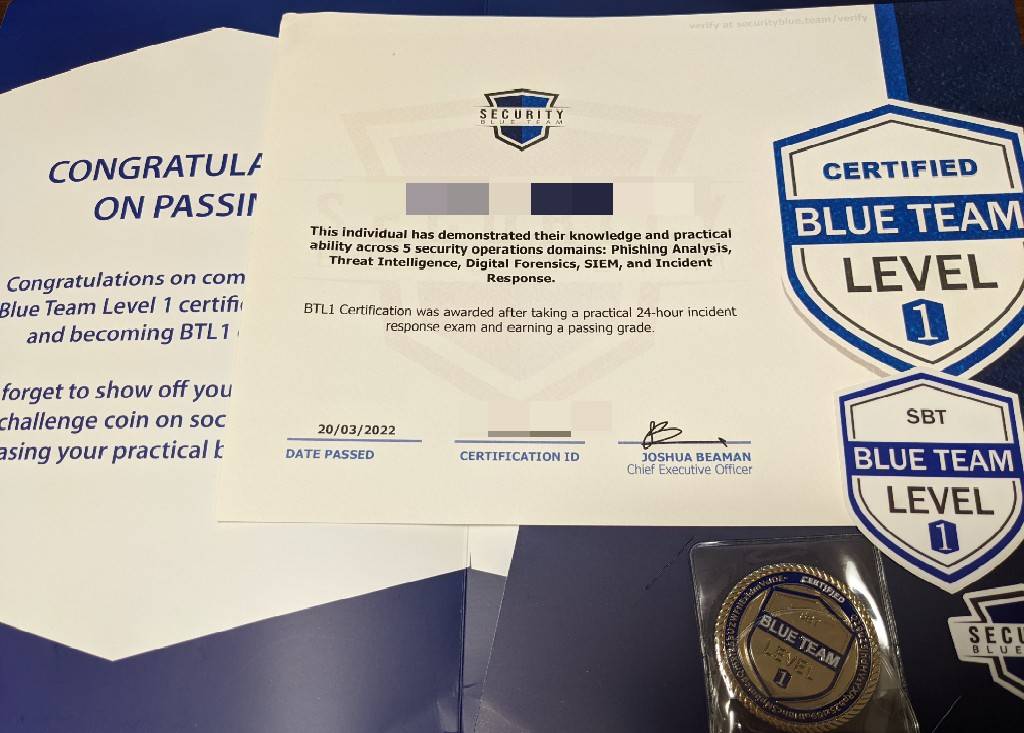 CONGRATULA
ON PASSIN
Congratulations on com
Blue Team Level 1 certifi
and becoming BTL1
forget to show off you
challenge coin on soc
asing your practical b
verify at securityblue.team/verify
SECURITY
BLUE TEAM
This individual has demonstrated their knowledge and practical
ability across 5 security operations domains: Phishing Analysis,
Threat Intelligence, Digital Forensics, SIEM, and Incident
Response.
BTL1 Certification was awarded after taking a practical 24-hour incident
response exam and earning a passing grade.
20/03/2022
DATE PASSED
CERTIFICATION ID
JOSHUA BEAMAN
Chief Executive Officer
CERTIFIED
BLUE TEAM
LEVEL
1
SBT
BLUE TEAM
LEVEL
1
CERTIFIED
SBT
BLUE TEAM
LEVEL
1
SECU
BLUE